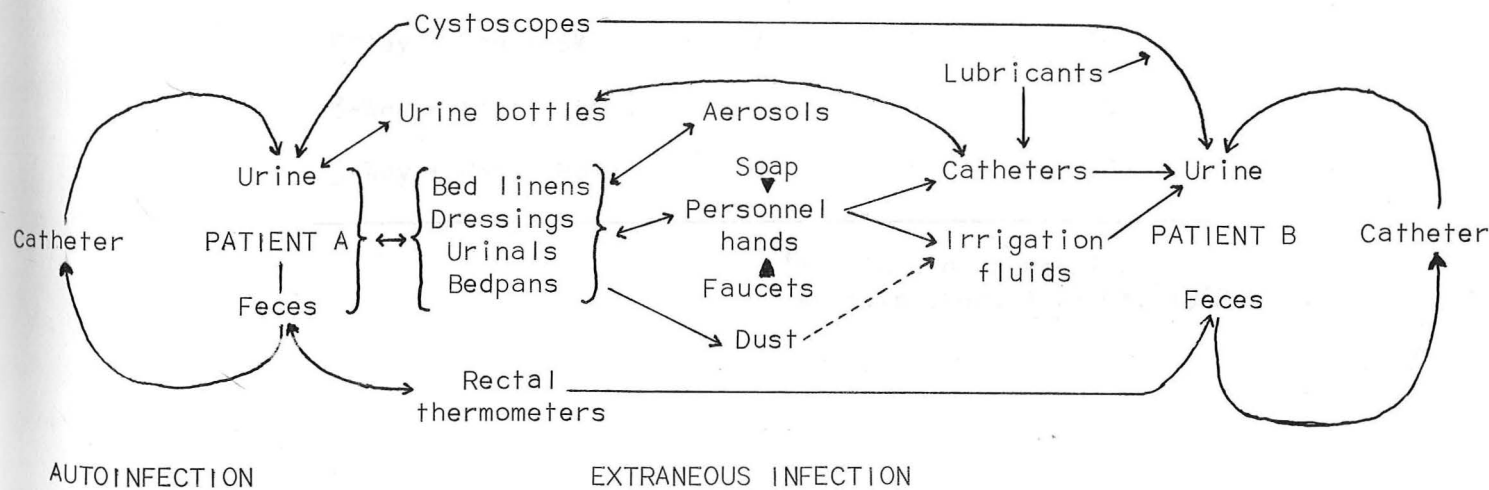 Cystoscopes
Lubricants
Urine bottles
Aerosols
Urine
Bed linens
Soap
Catheters
Urine
Dressings
Personnel
hands
Catheter
PATIENT A
Urinals
Irrigation
fluids
PATIENT B
Catheter
Feces
Bedpans
Faucets
Feces
Dust
Rectal
thermometers
AUTOINFECTION
EXTRANEOUS INFECTION